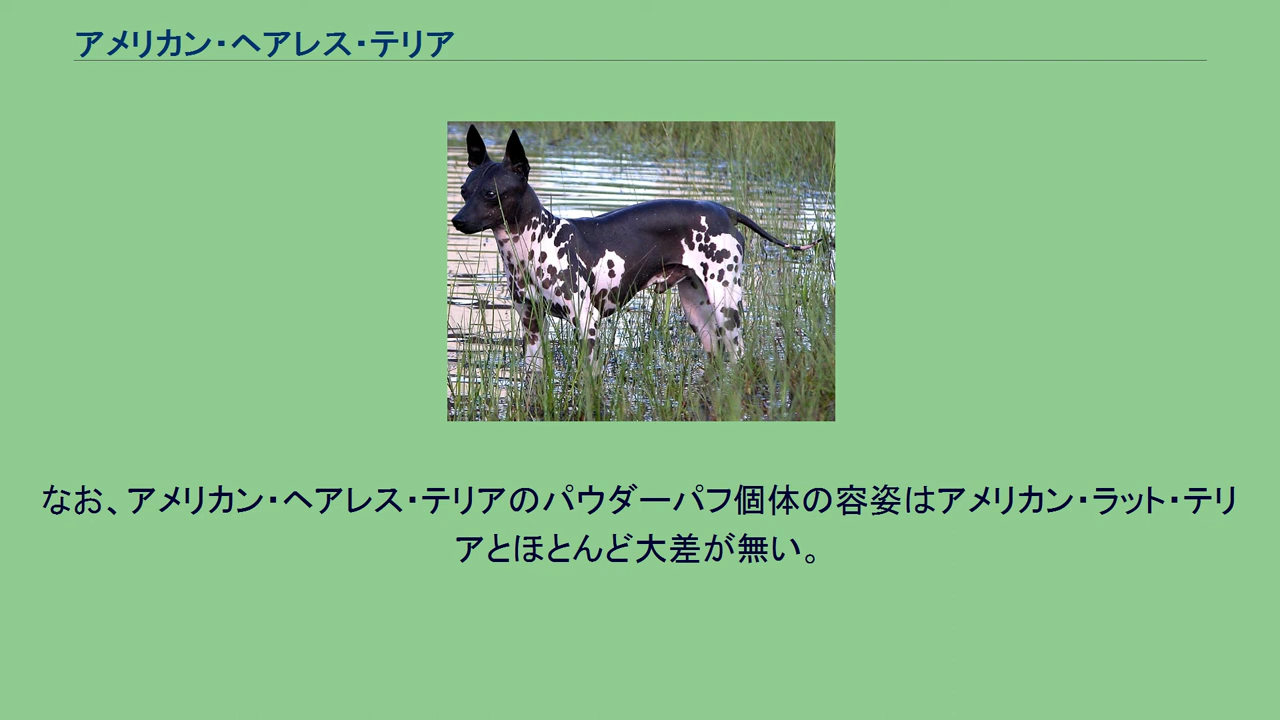 アメリカン・ヘアレス・テリア
なお、アメリカン・ヘアレス・テリアのパウダーパフ個体の容姿はアメリカン・ラット・テリ
アとほとんど大差が無い。